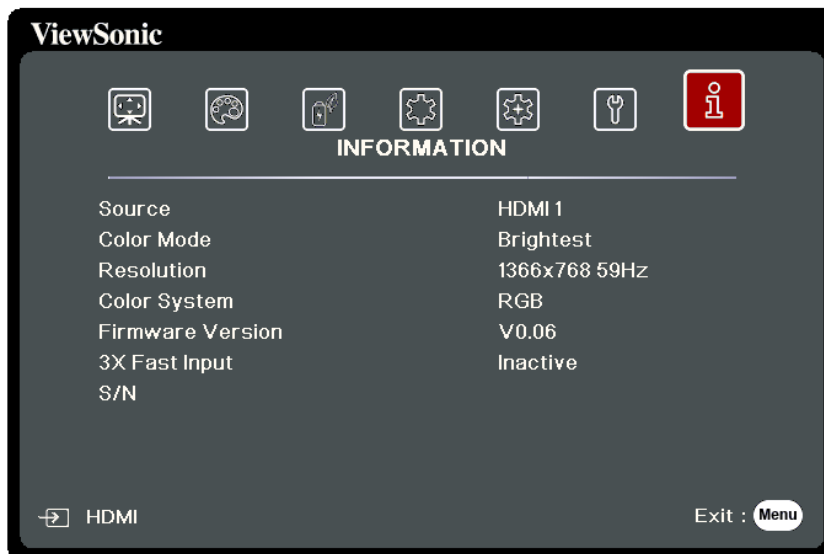 ViewSonic
INFORMATION
Source HDMI 1
Color Mode Brightest
Resolution 1366x768 59Hz
Color System RGB
Firmware Version V0.06
3X Fast Input Inactive
S/N
HDMI Exit : Menu